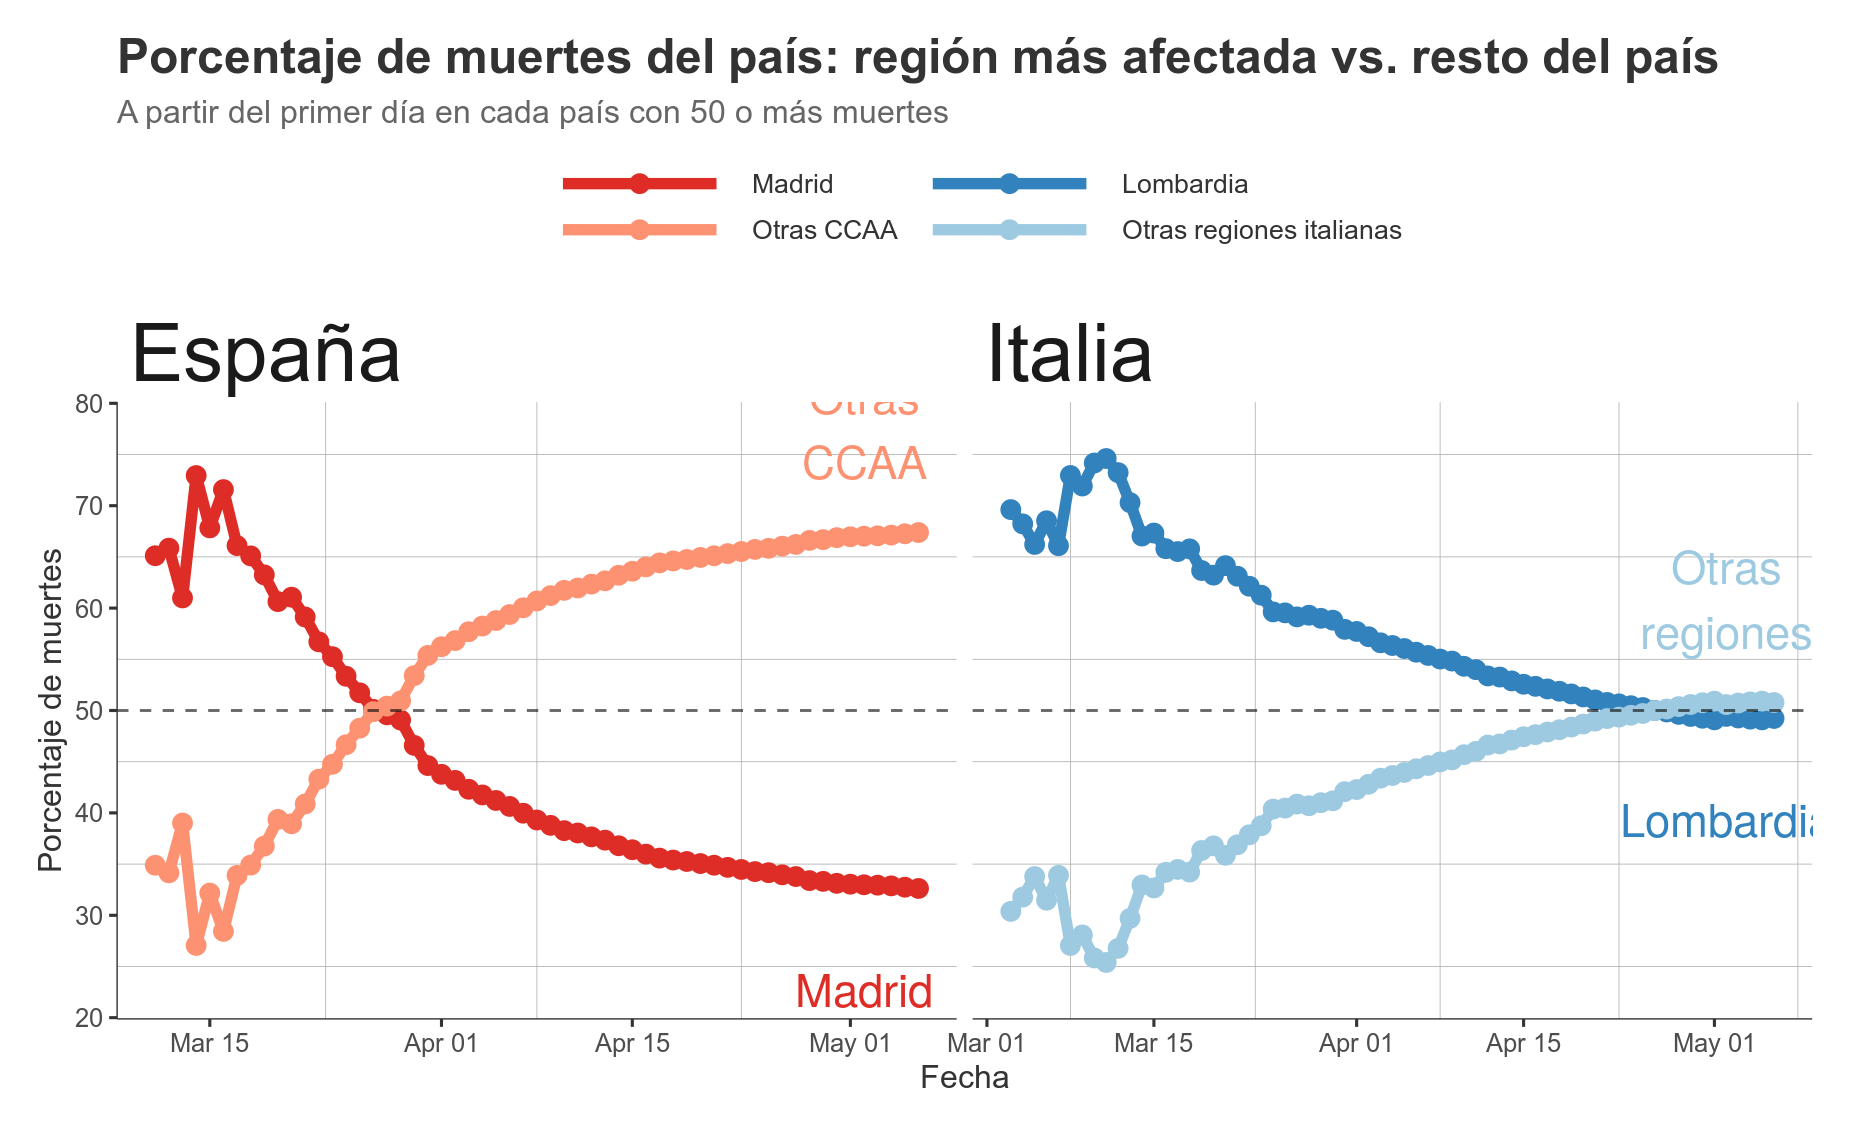 Porcentaje de muertes del país: región más afectada vs. resto del país
A partir del primer día en cada país con 50 o más muertes
Madrid
Lombardia
Otras CCAA
Otras regiones italianas
España
Italia
Otras
CCAA
Madrid
Otras
regiones
Lombardia
Porcentaje de muertes
80
70
60
50
40
30
20
Mar 15
Apr 01
Apr 15
May 01
Mar 01
Mar 15
Apr 01
Apr 15
May 01
Fecha